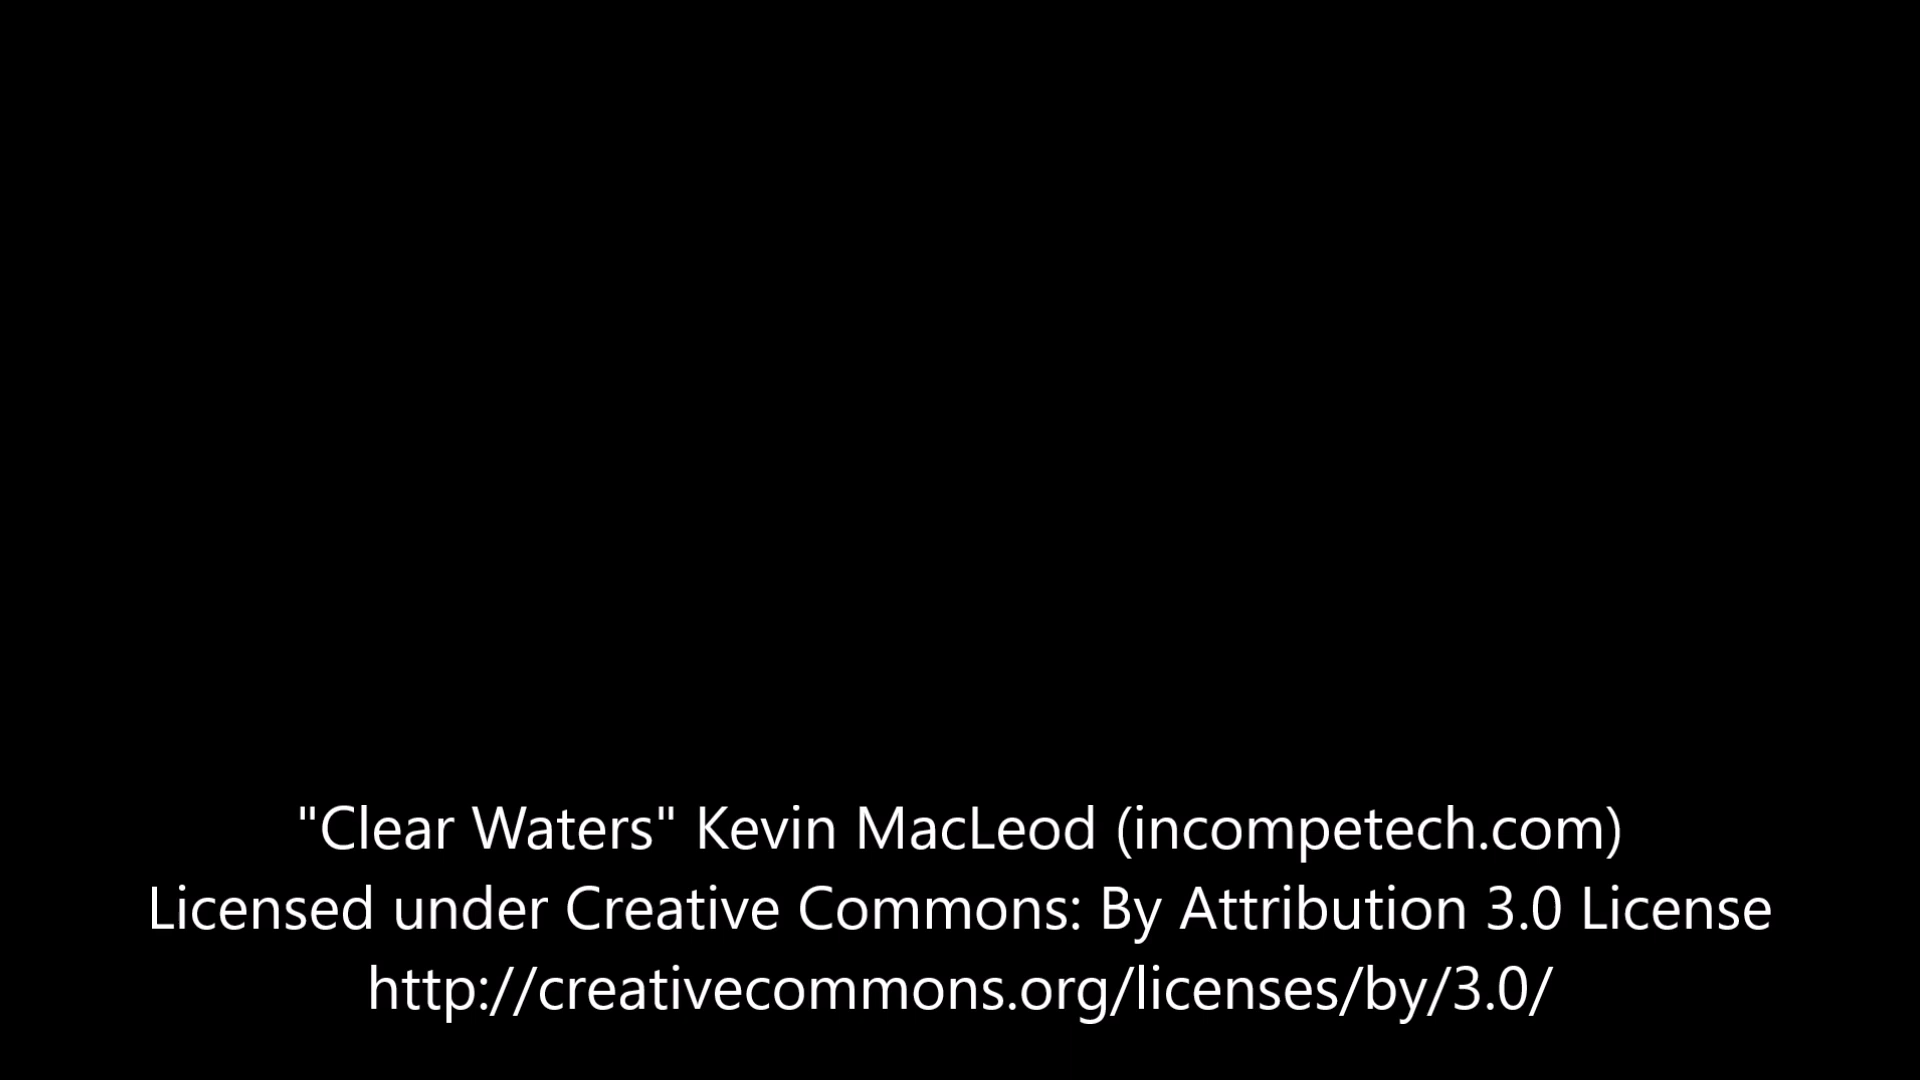 "Clear Waters" Kevin MacLeod (incompetech.com)
Licensed under Creative Commons: By Attribution 3.0 License
http://creativecommons.org/licenses/by/3.0/